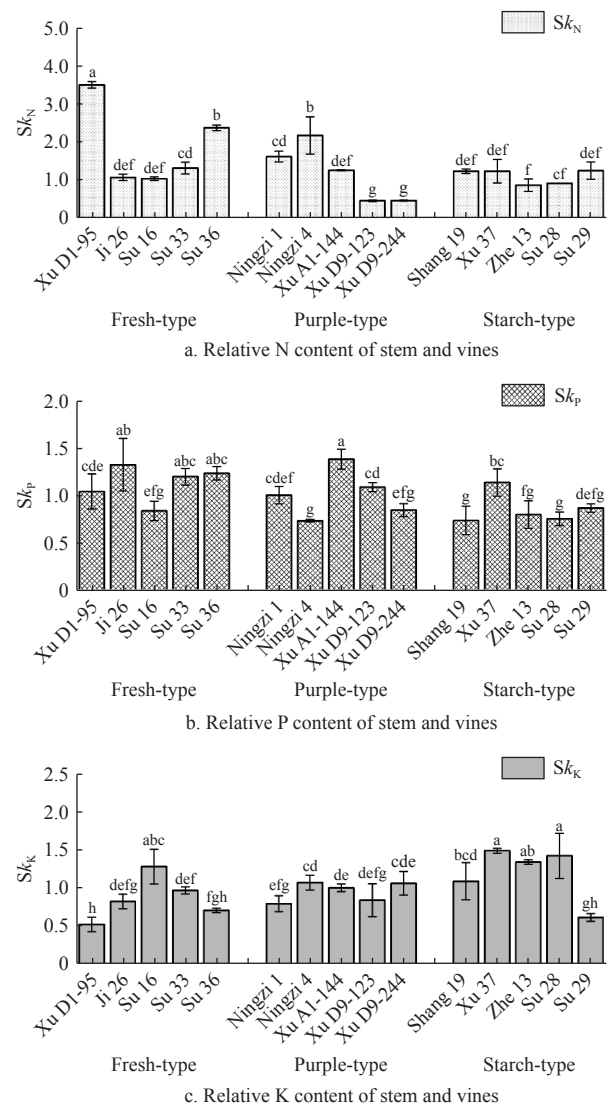 5.0
4.0
3.0
2.0
1.0
0
Sk_N
Sk_N
a
def
def
cd
b
cd
b
def
g
g
def
def
f
cf
def
Xu D1-95
Ji 26
Su 16
Su 33
Su 36
Ningzi 1
Ningzi 4
Xu A1-144
Xu D9-123
Xu D9-244
Shang 19
Xu 37
Zhe 13
Su 28
Su 29
Fresh-type
Purple-type
Starch-type
a. Relative N content of stem and vines
2.0
1.5
1.0
0.5
0
Sk_P
Sk_P
cde
ab
efg
abc
abc
cdef
g
a
cd
efg
g
bc
fg
g
defg
Xu D1-95
Ji 26
Su 16
Su 33
Su 36
Ningzi 1
Ningzi 4
Xu A1-144
Xu D9-123
Xu D9-244
Shang 19
Xu 37
Zhe 13
Su 28
Su 29
Fresh-type
Purple-type
Starch-type
b. Relative P content of stem and vines
2.5
2.0
1.5
1.0
0.5
0
Sk_K
Sk_K
h
defg
abc
def
fgh
efg
cd
de
defg
cde
bcd
a
ab
a
gh
Xu D1-95
Ji 26
Su 16
Su 33
Su 36
Ningzi 1
Ningzi 4
Xu A1-144
Xu D9-123
Xu D9-244
Shang 19
Xu 37
Zhe 13
Su 28
Su 29
Fresh-type
Purple-type
Starch-type
c. Relative K content of stem and vines